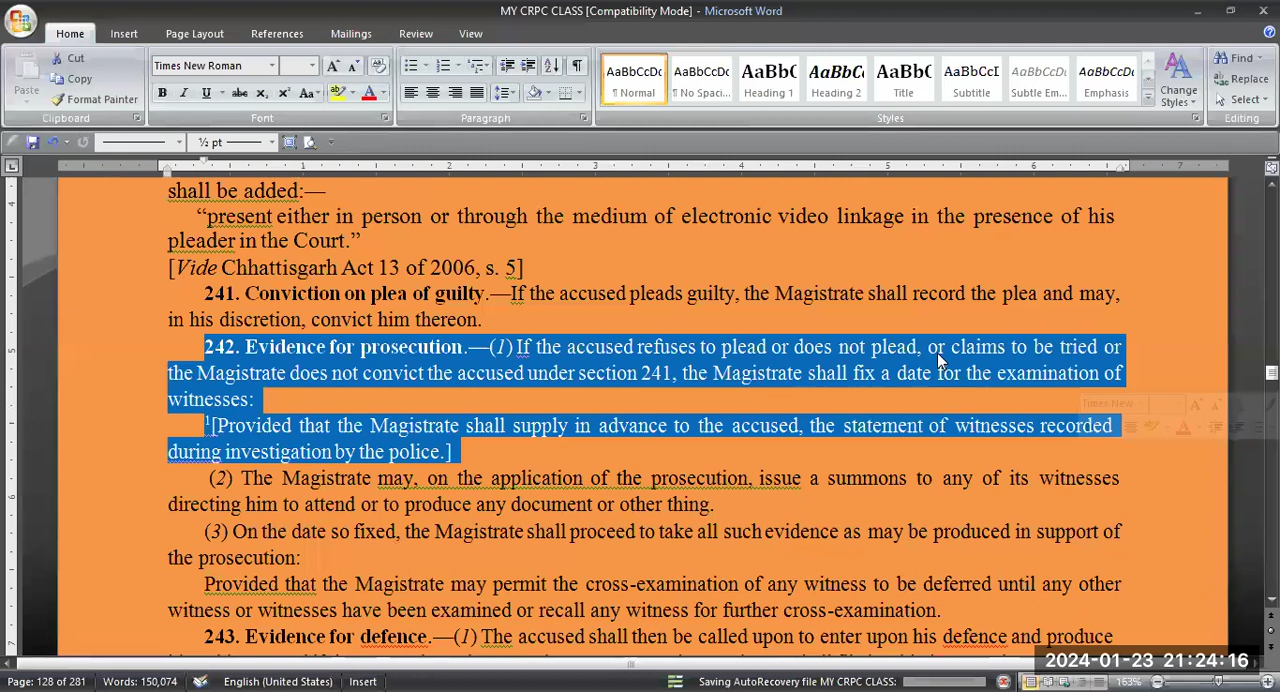 MY CRPC CLASS [Compatibility Mode] - Microsoft Word
Home Insert Page Layout References Mailings Review View
Paste Cut Copy Format Painter
Times New Roman
AaBbCcDc AaBbCcDc AaBbC AaBbCc AaBb( AaBbCcI AaBbCcDc AaBbCcDc
¶ Normal ¶ No Spaci... Heading 1 Heading 2 Title Subtitle Subtle Em... Emphasis
Change Styles
Find Replace Select
Clipboard Font Paragraph Styles Editing
½ pt
1 2 3 4 5 6 7
shall be added:—
“present either in person or through the medium of electronic video linkage in the presence of his
pleader in the Court.”
[Vide Chhattisgarh Act 13 of 2006, s. 5]
241. Conviction on plea of guilty.—If the accused pleads guilty, the Magistrate shall record the plea and may,
in his discretion, convict him thereon.
242. Evidence for prosecution.—(1) If the accused refuses to plead or does not plead, or claims to be tried or
the Magistrate does not convict the accused under section 241, the Magistrate shall fix a date for the examination of
witnesses:
1[Provided that the Magistrate shall supply in advance to the accused, the statement of witnesses recorded
during investigation by the police.]
(2) The Magistrate may, on the application of the prosecution, issue a summons to any of its witnesses
directing him to attend or to produce any document or other thing.
(3) On the date so fixed, the Magistrate shall proceed to take all such evidence as may be produced in support of
the prosecution:
Provided that the Magistrate may permit the cross-examination of any witness to be deferred until any other
witness or witnesses have been examined or recall any witness for further cross-examination.
243. Evidence for defence.—(1) The accused shall then be called upon to enter upon his defence and produce
2024-01-23 21:24:16
Page: 128 of 281 Words: 150,074 English (United States) Insert Saving AutoRecovery file MY CRPC CLASS: 163%